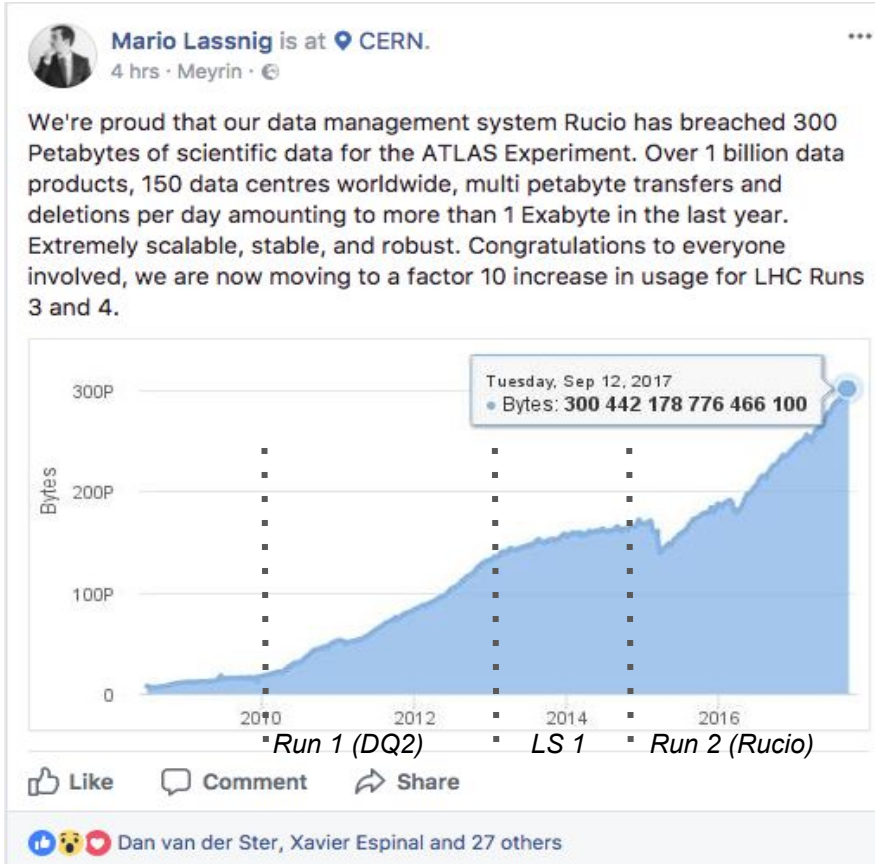 Mario Lassnig is at CERN.
4 hrs · Meyrin ·
We're proud that our data management system Rucio has breached 300
Petabytes of scientific data for the ATLAS Experiment. Over 1 billion data
products, 150 data centres worldwide, multi petabyte transfers and
deletions per day amounting to more than 1 Exabyte in the last year.
Extremely scalable, stable, and robust. Congratulations to everyone
involved, we are now moving to a factor 10 increase in usage for LHC Runs
3 and 4.
Tuesday, Sep 12, 2017
• Bytes: 300 442 178 776 466 100
300P
200P
100P
0
Bytes
2010 2012 2014 2016
Run 1 (DQ2) LS 1 Run 2 (Rucio)
Like Comment Share
Dan van der Ster, Xavier Espinal and 27 others